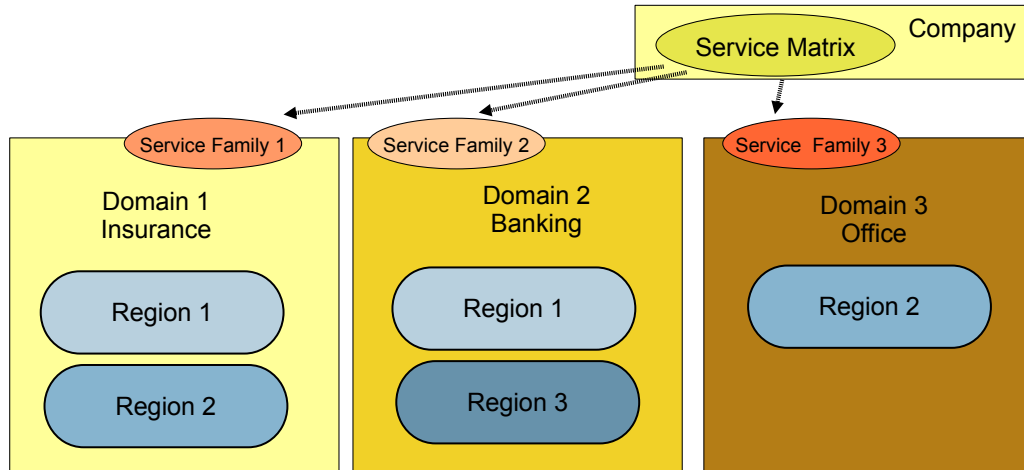 Company
Service Matrix
Service Family 1
Service Family 2
Service Family 3
Domain 1
Insurance
Domain 2
Banking
Domain 3
Office
Region 1
Region 1
Region 2
Region 2
Region 3